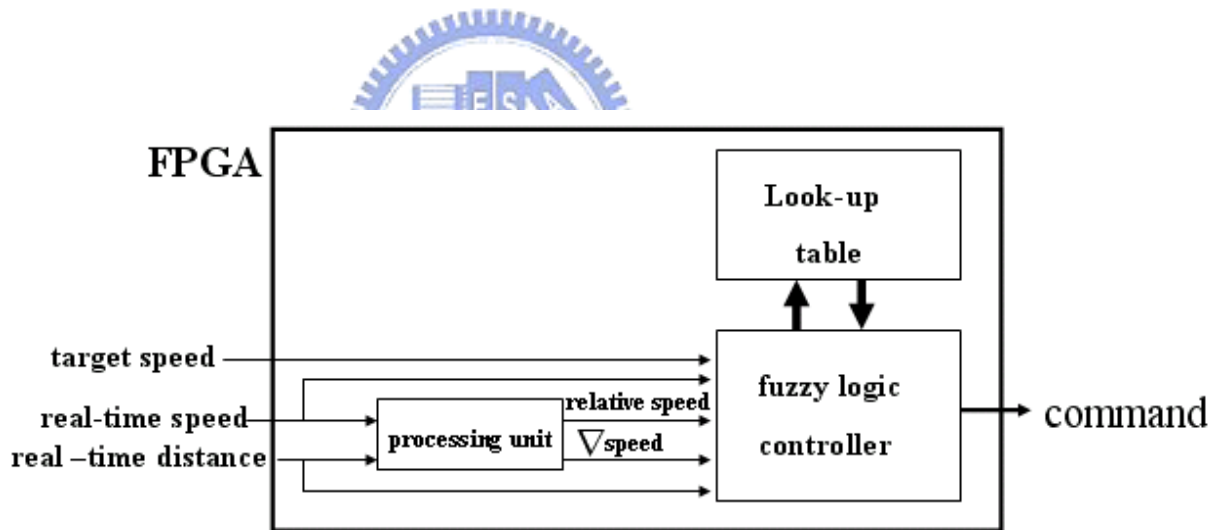 E S A
FPGA
Look-up
table
target speed
real-time speed
real –time distance
processing unit
relative speed
∇speed
fuzzy logic
controller
command